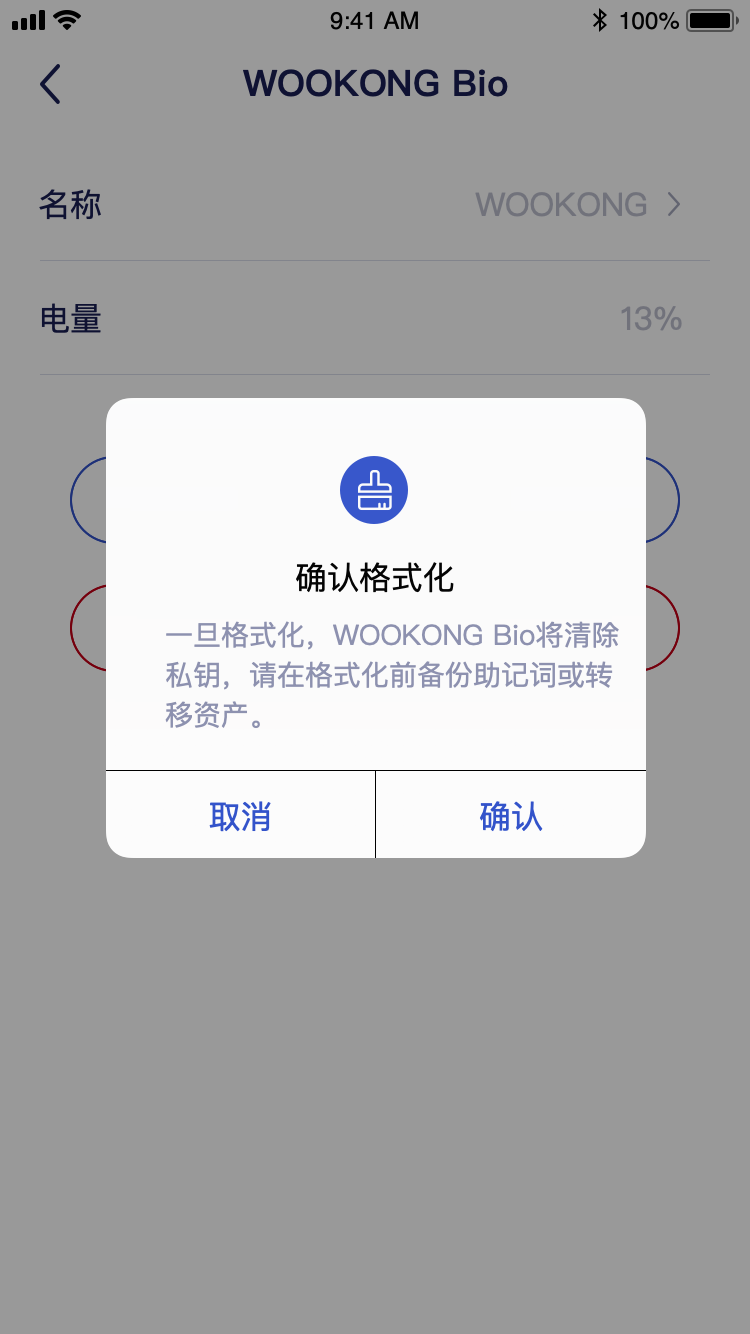 9:41 AM
100%
WOOKONG Bio
名称
WOOKONG
电量
13%
确认格式化
一旦格式化，WOOKONG Bio将清除
私钥，请在格式化前备份助记词或转
移资产。
取消
确认